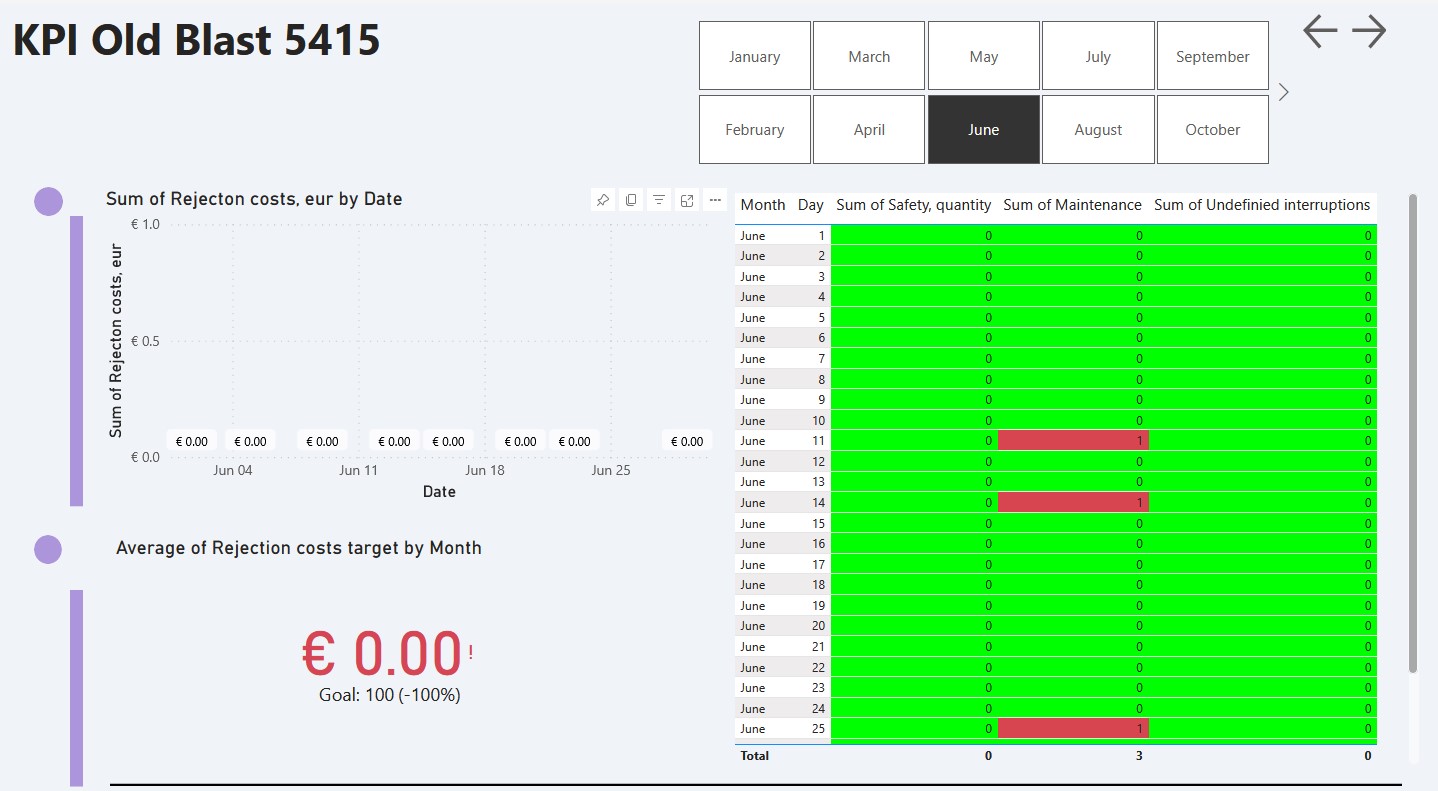 KPI Old Blast 5415
January March May July September
February April June August October
Sum of Rejecton costs, eur by Date
Sum of Rejecton costs, eur
€ 1.0
€ 0.5
€ 0.0
€ 0.00 € 0.00 € 0.00 € 0.00 € 0.00 € 0.00 € 0.00 € 0.00
Jun 04 Jun 11 Jun 18 Jun 25
Date
Average of Rejection costs target by Month
€ 0.00 !
Goal: 100 (-100%)
Month Day Sum of Safety, quantity Sum of Maintenance Sum of Undefinied interruptions
June 1 0 0 0
June 2 0 0 0
June 3 0 0 0
June 4 0 0 0
June 5 0 0 0
June 6 0 0 0
June 7 0 0 0
June 8 0 0 0
June 9 0 0 0
June 10 0 0 0
June 11 0 1 0
June 12 0 0 0
June 13 0 0 0
June 14 0 1 0
June 15 0 0 0
June 16 0 0 0
June 17 0 0 0
June 18 0 0 0
June 19 0 0 0
June 20 0 0 0
June 21 0 0 0
June 22 0 0 0
June 23 0 0 0
June 24 0 0 0
June 25 0 1 0
Total 0 3 0